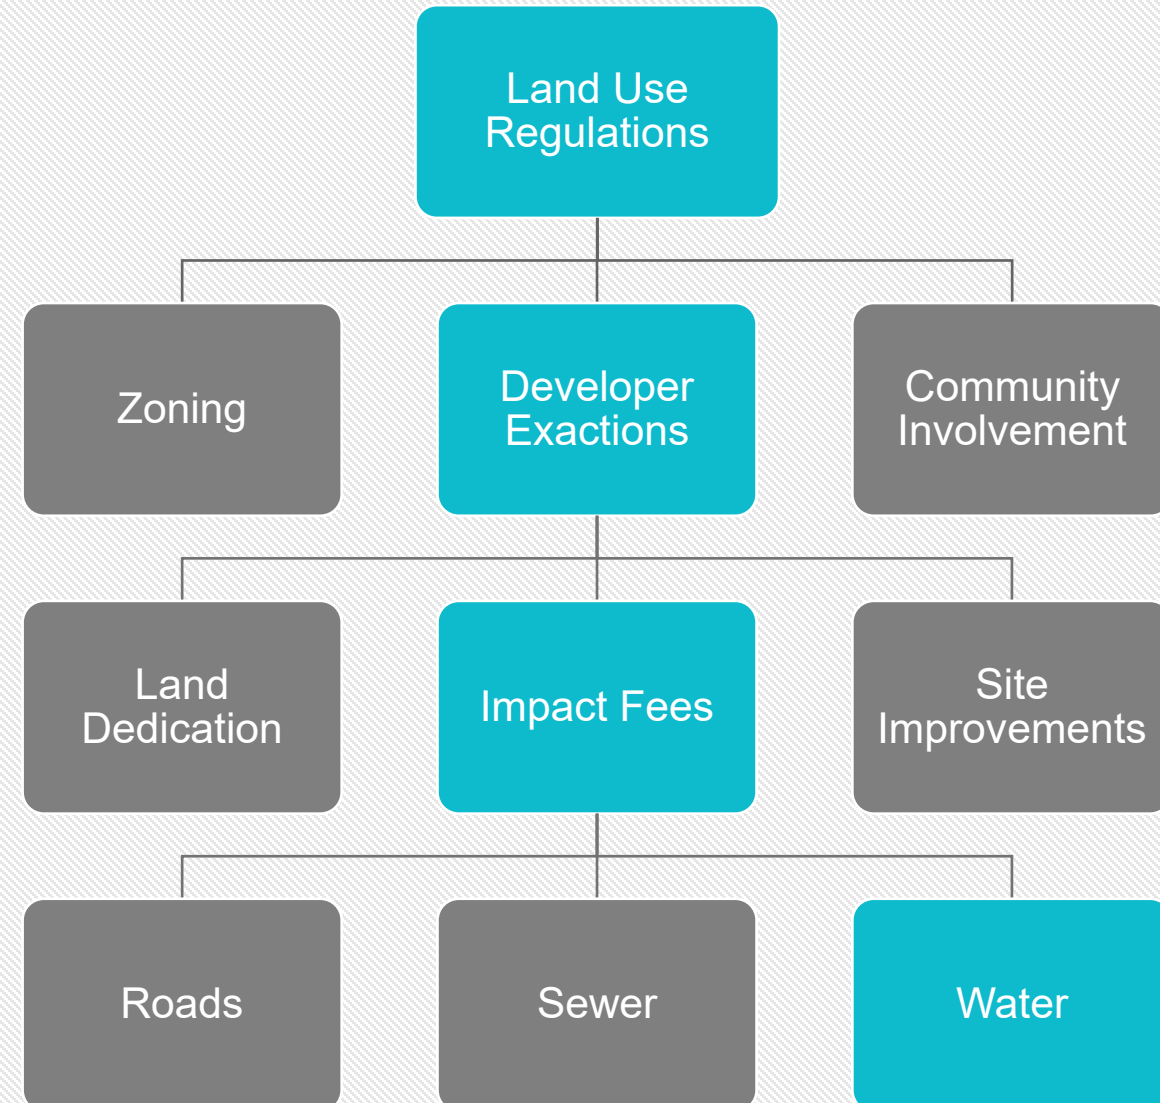 Land Use
Regulations
Zoning
Developer
Exactions
Community
Involvement
Land
Dedication
Impact Fees
Site
Improvements
Roads
Sewer
Water